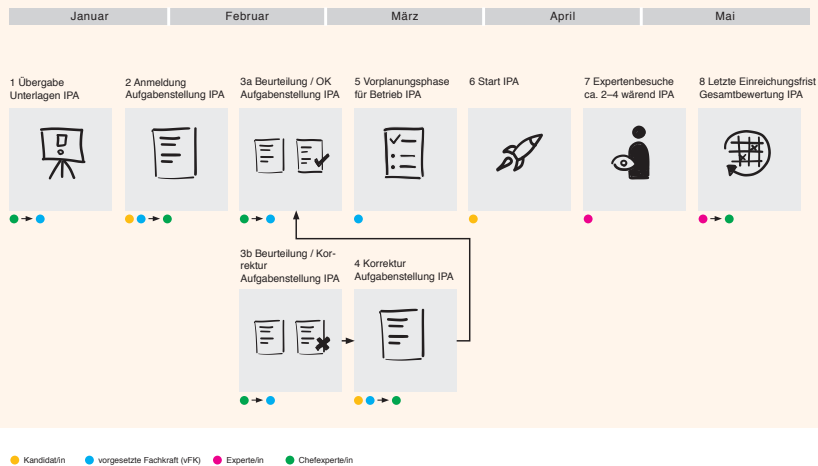 Januar
Februar
März
April
Mai
1 Übergabe
Unterlagen IPA
2 Anmeldung
Aufgabenstellung IPA
3a Beurteilung / OK
Aufgabenstellung IPA
5 Vorplanungsphase
für Betrieb IPA
6 Start IPA
7 Expertenbesuche
ca. 2–4 wärend IPA
8 Letzte Einreichungsfrist
Gesamtbewertung IPA
3b Beurteilung / Kor-
rektur
Aufgabenstellung IPA
4 Korrektur
Aufgabenstellung IPA
Kandidat/in
vorgesetzte Fachkraft (vFK)
Experte/in
Chefexperte/in